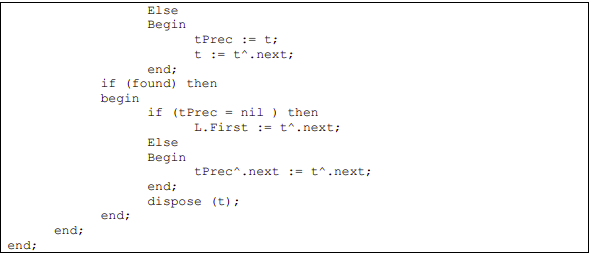 Else
Begin
tPrec := t;
t := t^.next;
end;
if (found) then
begin
if (tPrec = nil ) then
L.First := t^.next;
Else
Begin
tPrec^.next := t^.next;
end;
dispose (t);
end;
end;
end;